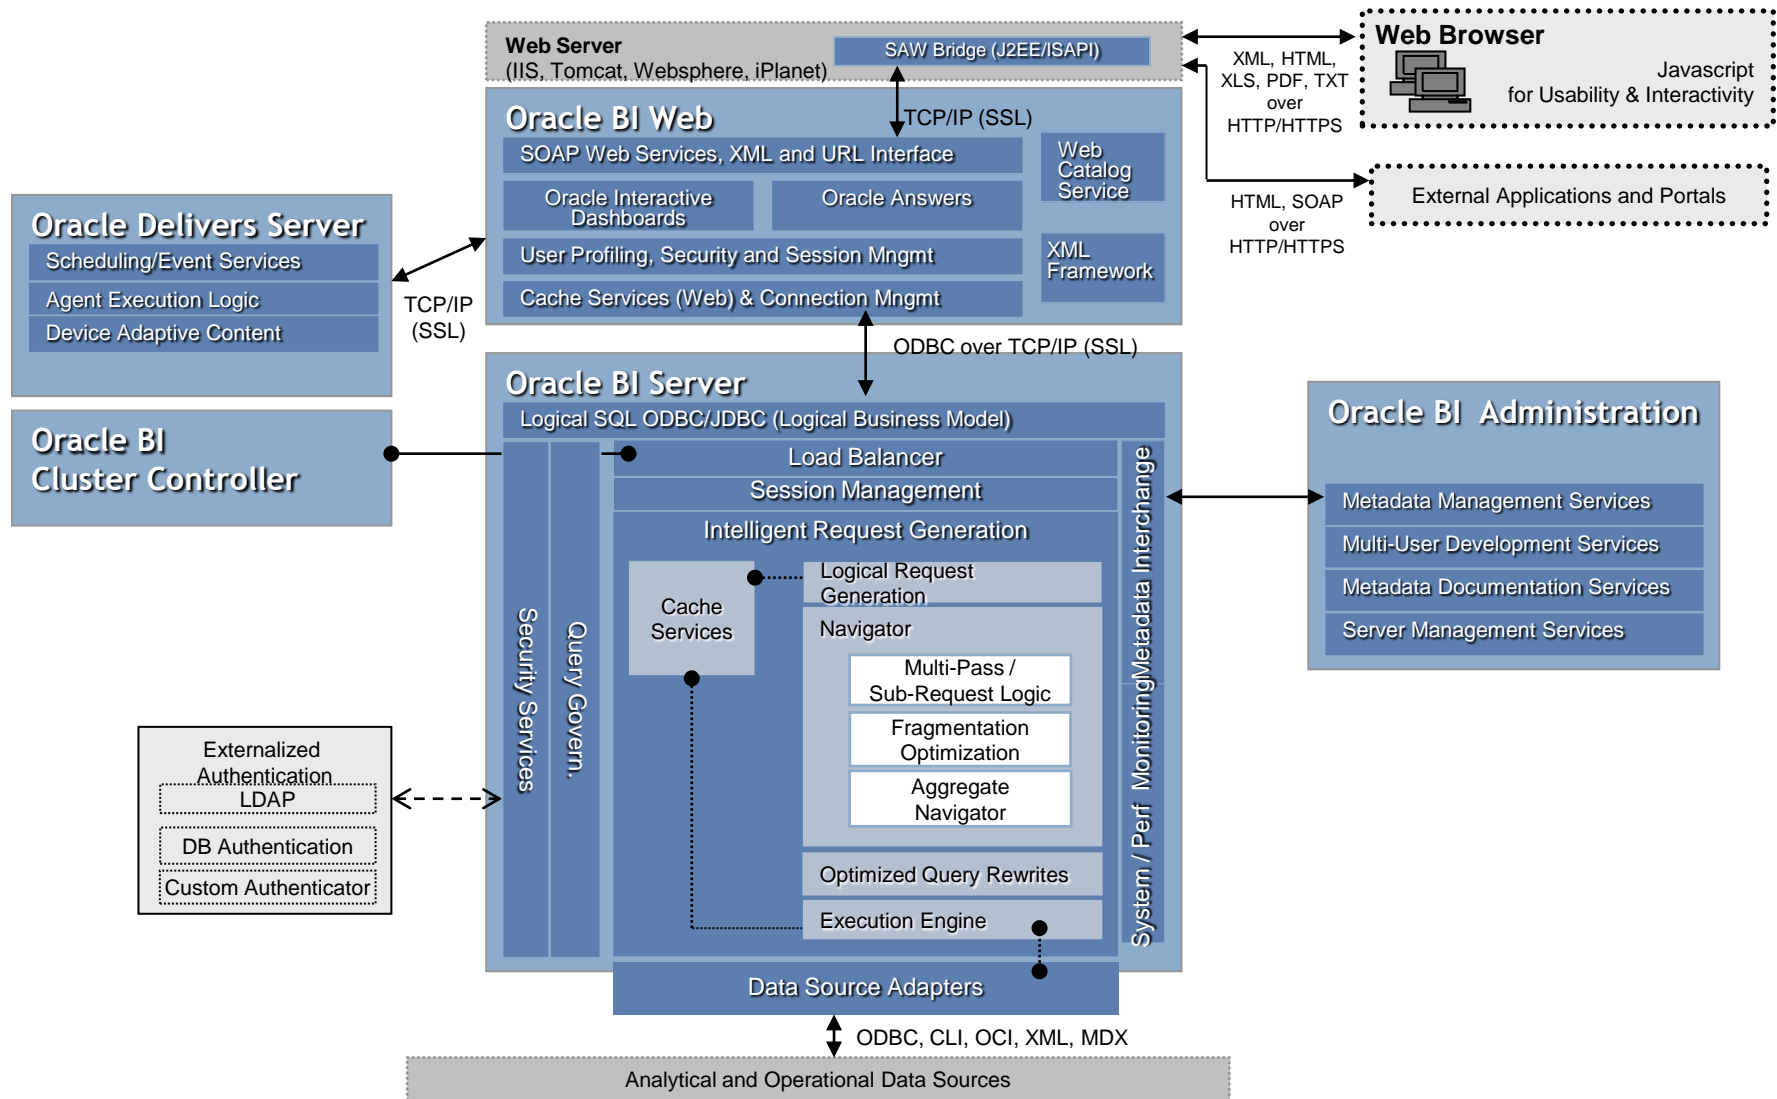 Web Server
(IIS, Tomcat, Websphere, iPlanet)
SAW Bridge (J2EE/ISAPI)
XML, HTML,
XLS, PDF, TXT
over
HTTP/HTTPS
Web Browser
Javascript
for Usability & Interactivity
Oracle BI Web
TCP/IP (SSL)
SOAP Web Services, XML and URL Interface
Web
Catalog
Service
Oracle Interactive
Dashboards
Oracle Answers
User Profiling, Security and Session Mngmt
XML
Framework
Cache Services (Web) & Connection Mngmt
HTML, SOAP
over
HTTP/HTTPS
External Applications and Portals
Oracle Delivers Server
Scheduling/Event Services
Agent Execution Logic
Device Adaptive Content
TCP/IP
(SSL)
ODBC over TCP/IP (SSL)
Oracle BI Server
Logical SQL ODBC/JDBC (Logical Business Model)
Oracle BI
Cluster Controller
Load Balancer
Session Management
Intelligent Request Generation
Cache
Services
Logical Request
Generation
Navigator
Multi-Pass /
Sub-Request Logic
Fragmentation
Optimization
Aggregate
Navigator
Optimized Query Rewrites
Execution Engine
Security Services
Query Govern.
Metadata Interchange
System / Perf Monitoring
Oracle BI Administration
Metadata Management Services
Multi-User Development Services
Metadata Documentation Services
Server Management Services
Externalized
Authentication
LDAP
DB Authentication
Custom Authenticator
Data Source Adapters
ODBC, CLI, OCI, XML, MDX
Analytical and Operational Data Sources